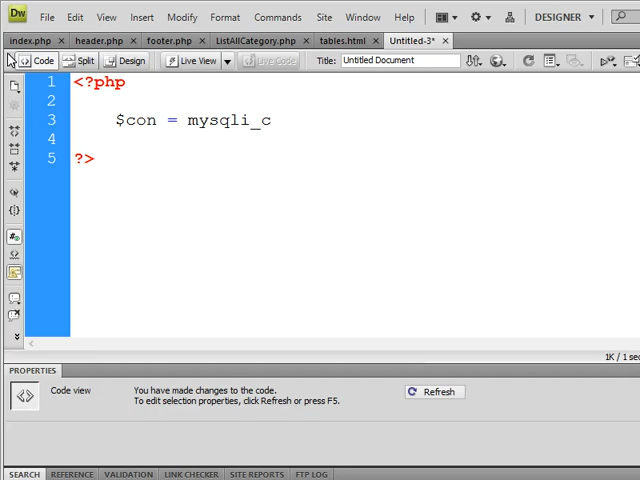 Dw File Edit View Insert Modify Format Commands Site Window Help DESIGNER
index.php × header.php × footer.php × ListAllCategory.php × tables.html × Untitled-3* ×
Code Split Design Live View Live Code Title: Untitled Document
1 <?php
2
3 $con = mysqli_c
4
5 ?>
1K / 1 sec
PROPERTIES
Code view You have made changes to the code. Refresh
To edit selection properties, click Refresh or press F5.
SEARCH REFERENCE VALIDATION LINK CHECKER SITE REPORTS FTP LOG